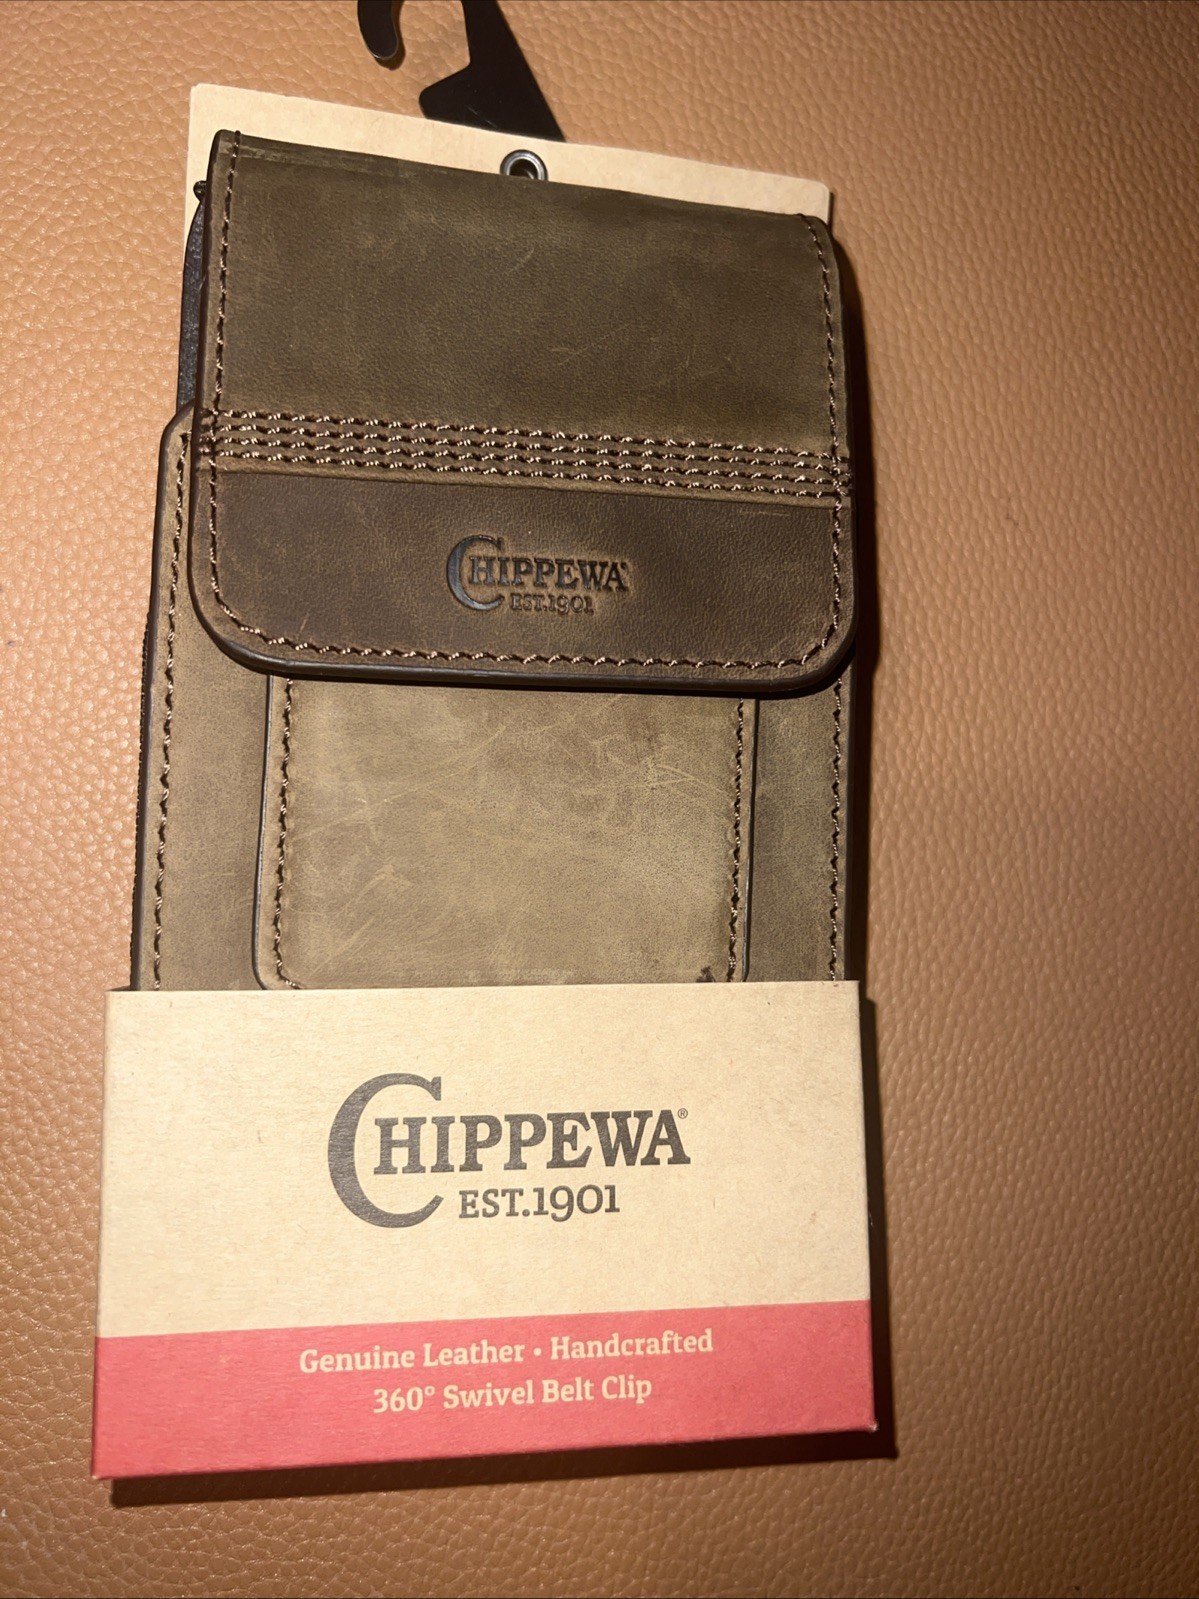 CHIPPEWA®
EST.1901
CHIPPEWA®
EST.1901
Genuine Leather • Handcrafted
360° Swivel Belt Clip